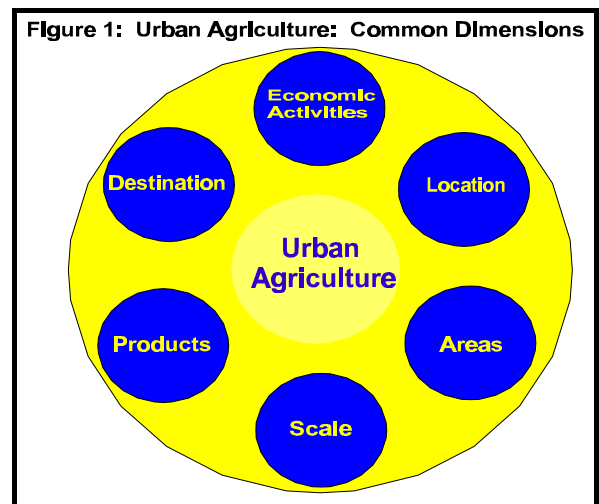 Figure 1: Urban Agriculture: Common Dimensions
Economic
Activities
Destination
Location
Urban
Agriculture
Products
Areas
Scale